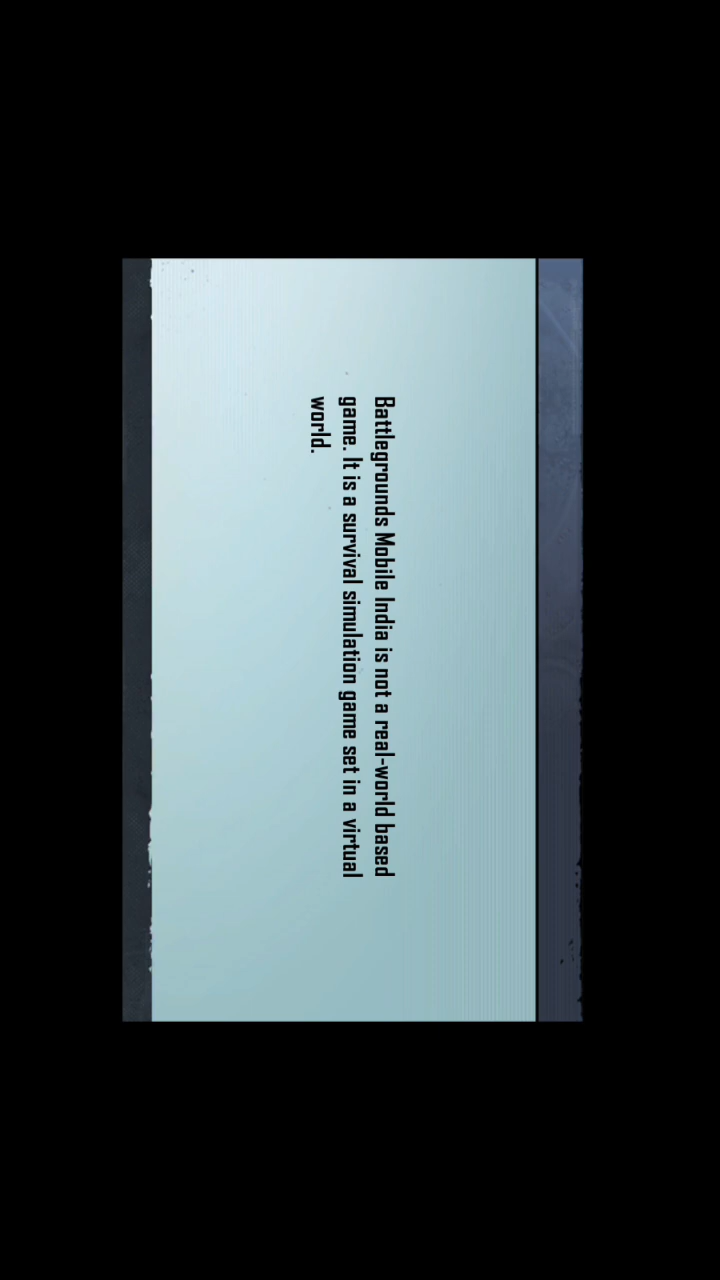 Battlegrounds Mobile India is not a real-world based
game. It is a survival simulation game set in a virtual
world.